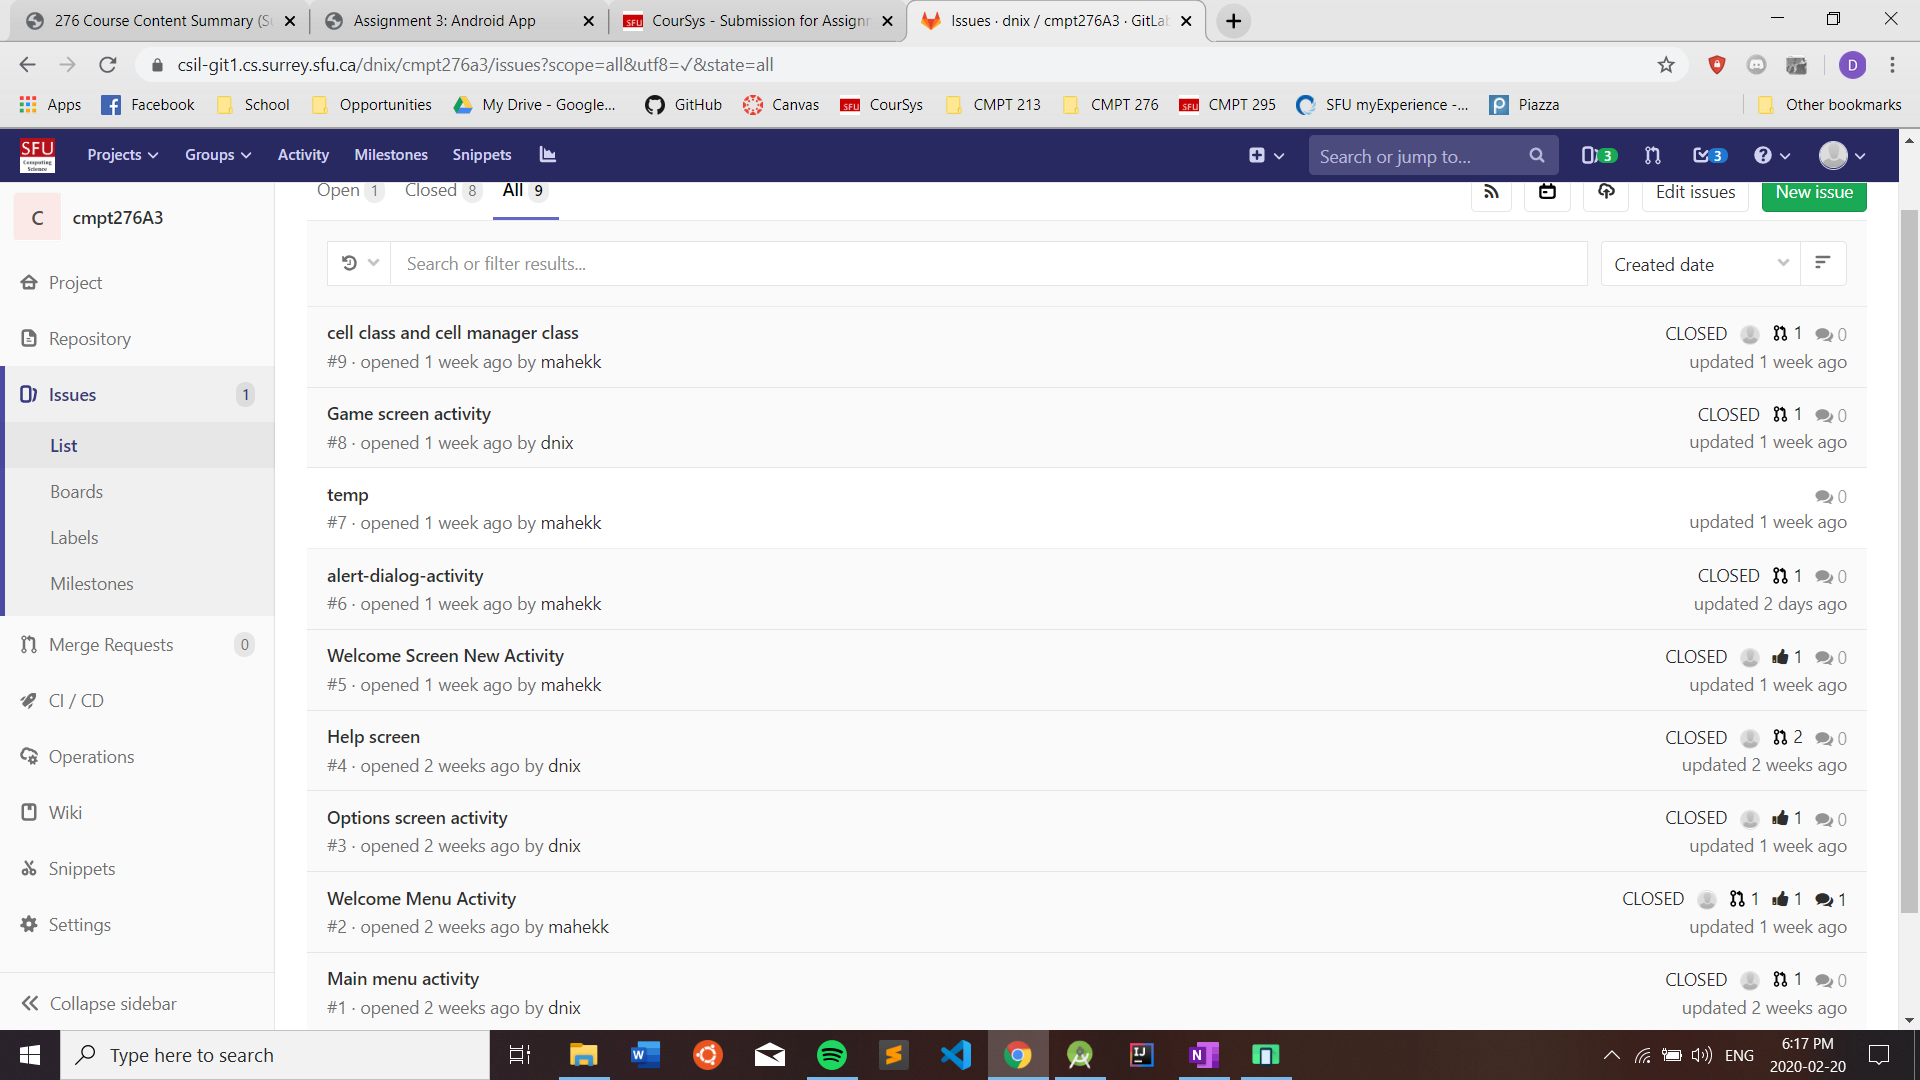 276 Course Content Summary (Su
Assignment 3: Android App
SFU CourSys - Submission for Assignm
Issues · dnix / cmpt276A3 · GitLab
csil-git1.cs.surrey.sfu.ca/dnix/cmpt276a3/issues?scope=all&utf8=✓&state=all
D
Apps Facebook School Opportunities My Drive - Google... GitHub Canvas SFU CourSys CMPT 213 CMPT 276 SFU CMPT 295 SFU myExperience -... Piazza Other bookmarks
SFU Computing Science
Projects Groups Activity Milestones Snippets Search or jump to... 3 3
Open 1 Closed 8 All 9 Edit issues New issue
C cmpt276A3
Project
Repository
Issues 1
List
Boards
Labels
Milestones
Merge Requests 0
CI / CD
Operations
Wiki
Snippets
Settings
Collapse sidebar
Search or filter results... Created date
cell class and cell manager class CLOSED 1 0
#9 · opened 1 week ago by mahekk updated 1 week ago
Game screen activity CLOSED 1 0
#8 · opened 1 week ago by dnix updated 1 week ago
temp 0
#7 · opened 1 week ago by mahekk updated 1 week ago
alert-dialog-activity CLOSED 1 0
#6 · opened 1 week ago by mahekk updated 2 days ago
Welcome Screen New Activity CLOSED 1 0
#5 · opened 1 week ago by mahekk updated 1 week ago
Help screen CLOSED 2 0
#4 · opened 2 weeks ago by dnix updated 2 weeks ago
Options screen activity CLOSED 1 0
#3 · opened 2 weeks ago by dnix updated 1 week ago
Welcome Menu Activity CLOSED 1 1 1
#2 · opened 2 weeks ago by mahekk updated 1 week ago
Main menu activity CLOSED 1 0
#1 · opened 2 weeks ago by dnix updated 2 weeks ago
Type here to search
ENG
6:17 PM
2020-02-20